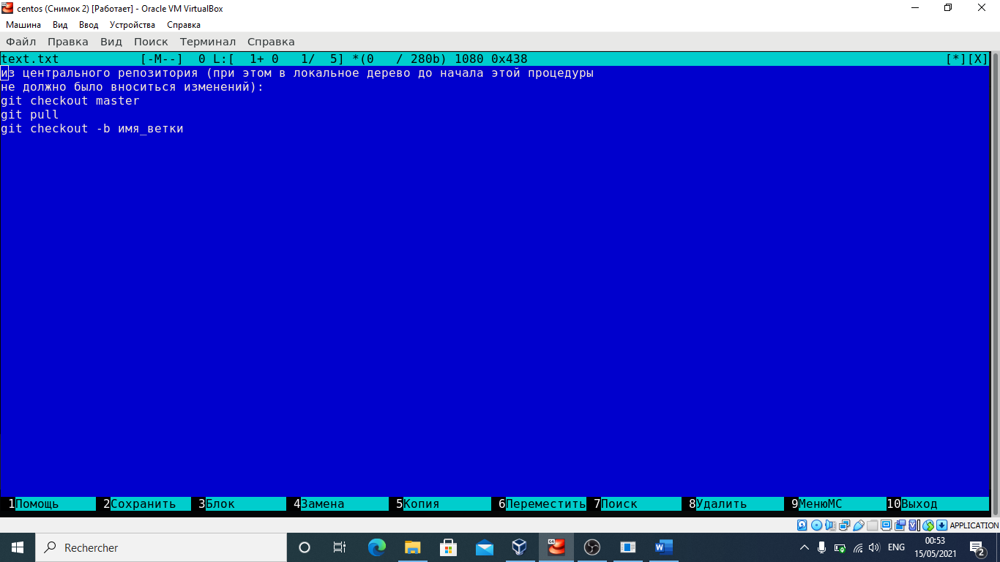 centos (Снимок 2) [Работает] - Oracle VM VirtualBox
Машина Вид Ввод Устройства Справка
Файл Правка Вид Поиск Терминал Справка
text.txt [-M--] 0 L:[ 1+ 0 1/ 5] *(0 / 280b) 1080 0x438 [*][X]
из центрального репозитория (при этом в локальное дерево до начала этой процедуры
не должно было вноситься изменений):
git checkout master
git pull
git checkout -b имя_ветки
1Помощь 2Сохранить 3Блок 4Замена 5Копия 6Переместить 7Поиск 8Удалить 9МенюMC 10Выход
APPLICATION
Rechercher
ENG
00:53
15/05/2021
2